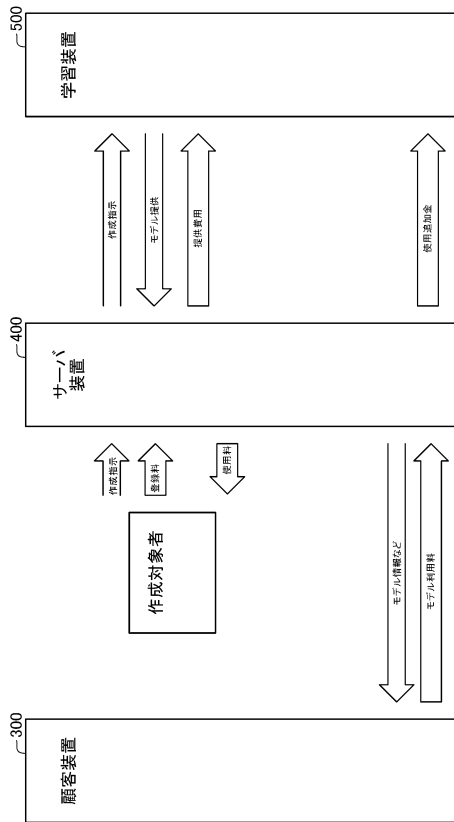 500
学習装置
作成指示
モデル提供
提供費用
使用追加金
400
サーバ
装置
作成指示
登録料
使用料
作成対象者
モデル情報など
モデル利用料
300
顧客装置